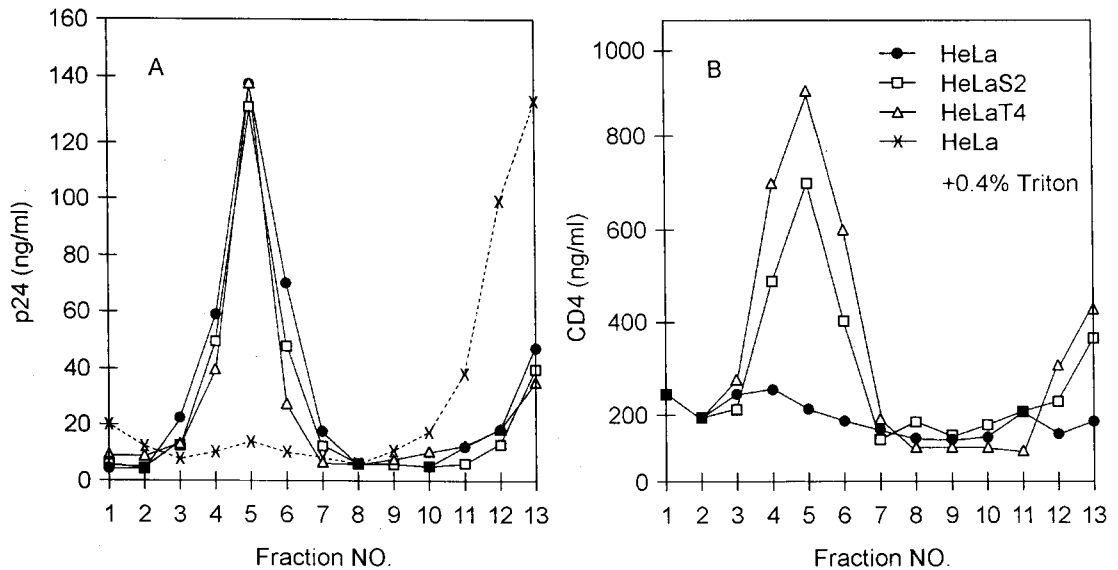 A
p24 (ng/ml)
160
140
120
100
80
60
40
20
0
1 2 3 4 5 6 7 8 9 10 11 12 13
Fraction NO.
B
CD4 (ng/ml)
1000
800
600
400
200
0
HeLa
HeLaS2
HeLaT4
HeLa
+0.4% Triton
1 2 3 4 5 6 7 8 9 10 11 12 13
Fraction NO.